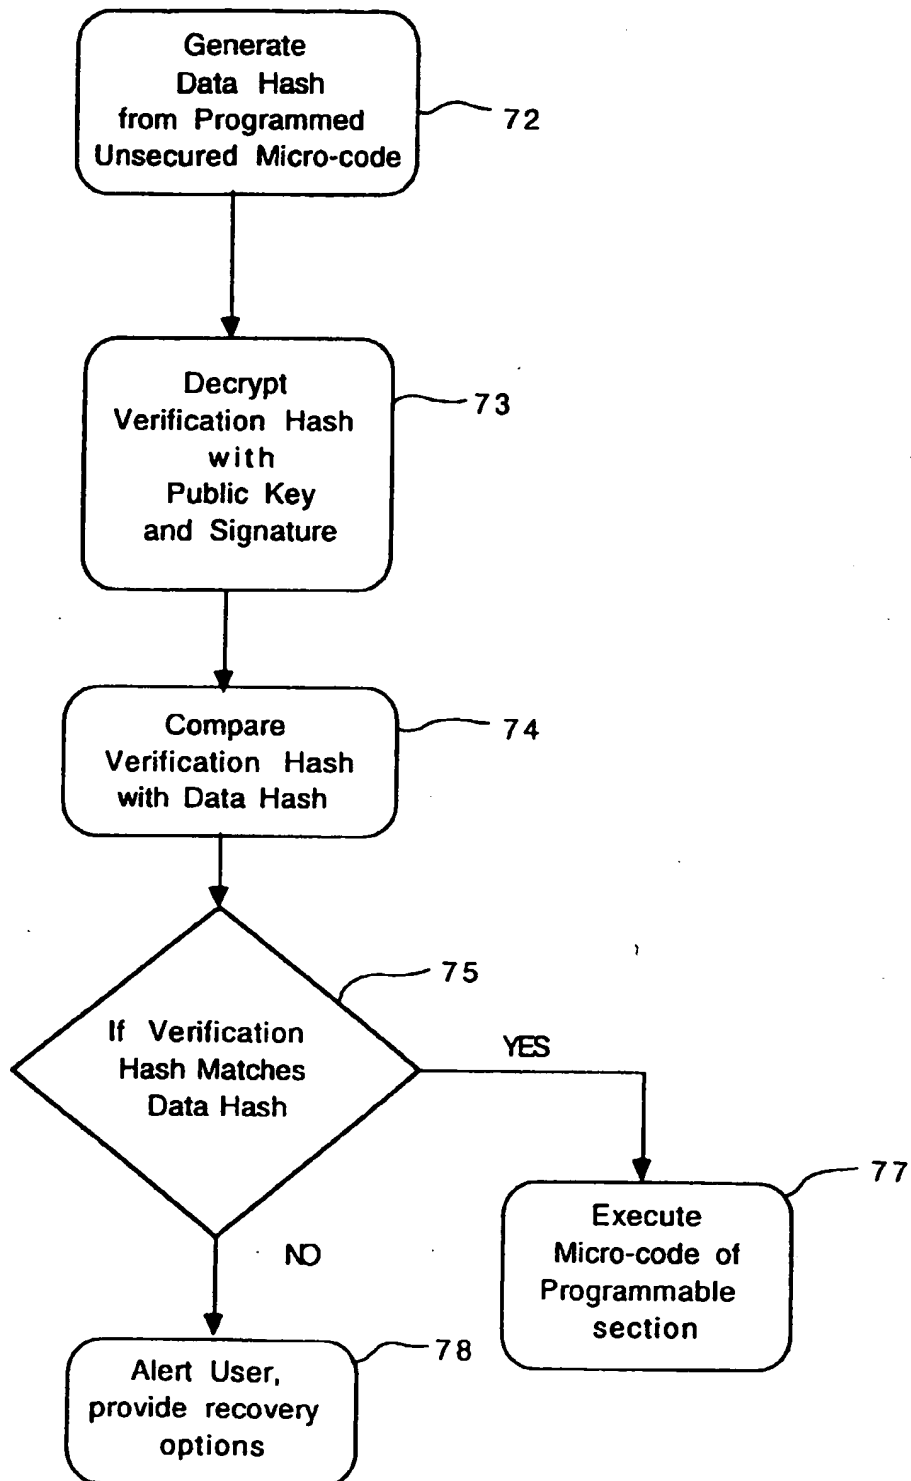 Generate
Data Hash
from Programmed
Unsecured Micro-code
72
Decrypt
Verification Hash
with
Public Key
and Signature
73
Compare
Verification Hash
with Data Hash
74
If Verification
Hash Matches
Data Hash
75
YES
NO
Execute
Micro-code of
Programmable
section
77
Alert User,
provide recovery
options
78